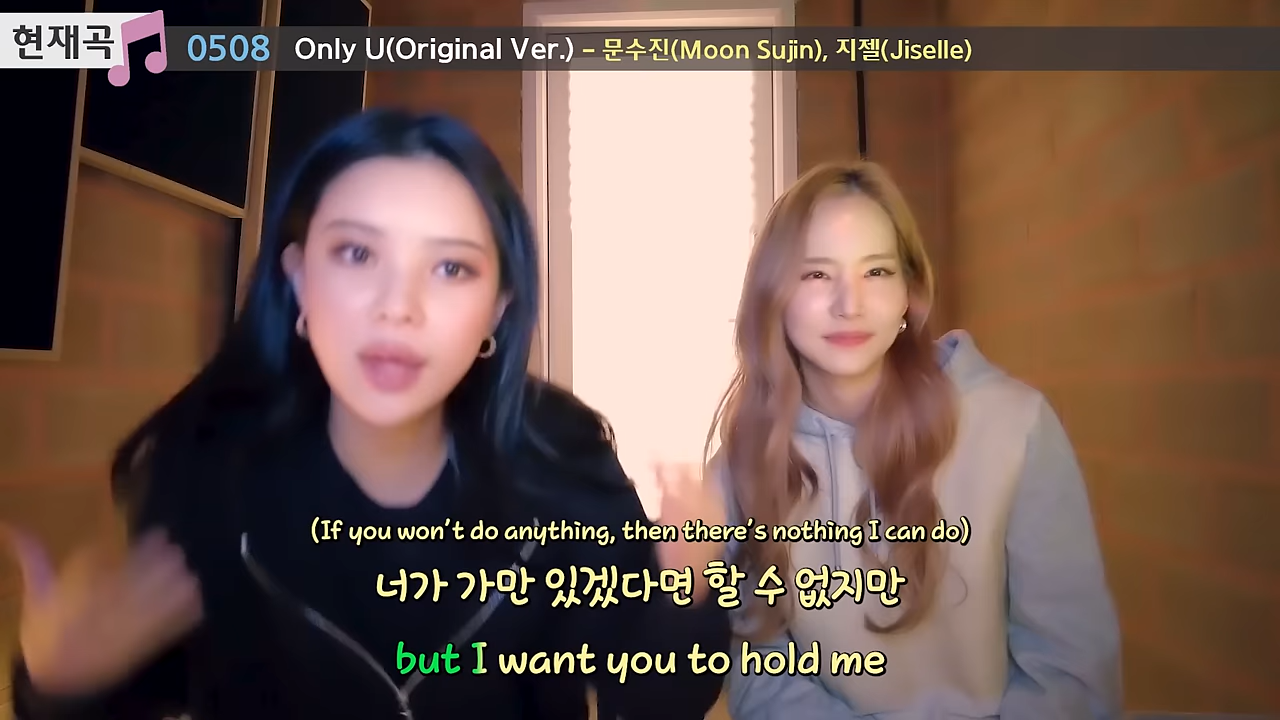 현재곡 0508 Only U(Original Ver.) – 문수진(Moon Sujin), 지젤(Jiselle)
(If you won't do anything, then there's nothing I can do)
너가 가만 있겠다면 할 수 없지만
but I want you to hold me